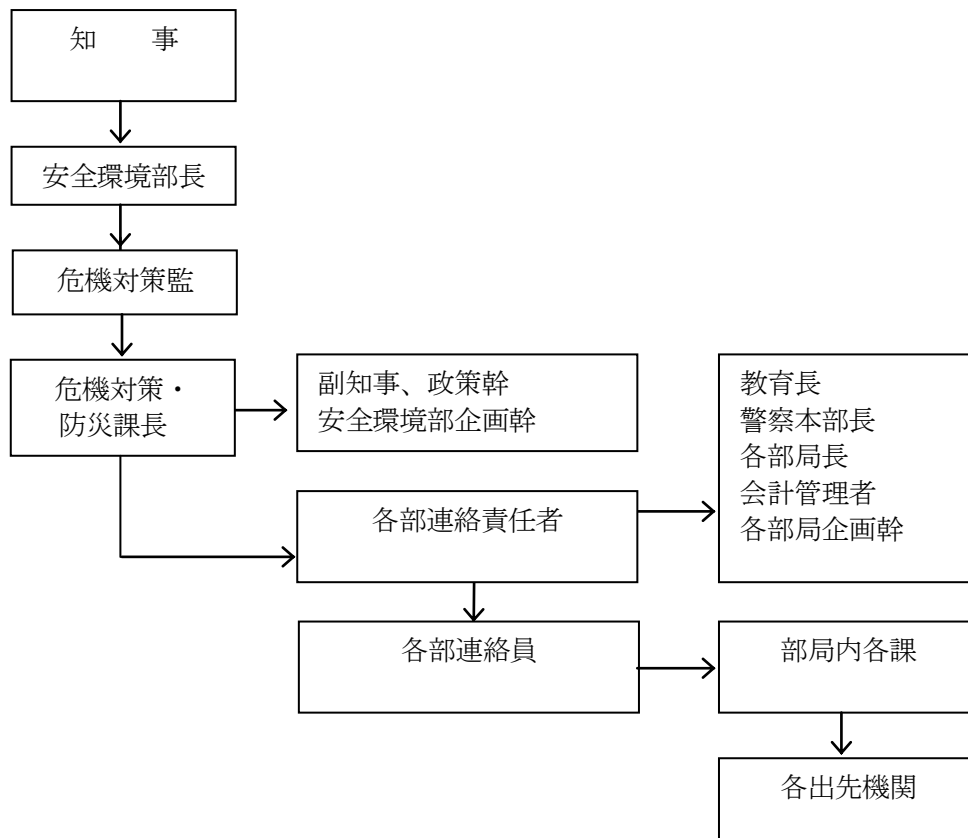 知　　事
安全環境部長
危機対策監
危機対策・
防災課長
副知事、政策幹
安全環境部企画幹
教育長
警察本部長
各部局長
会計管理者
各部局企画幹
各部連絡責任者
各部連絡員
部局内各課
各出先機関